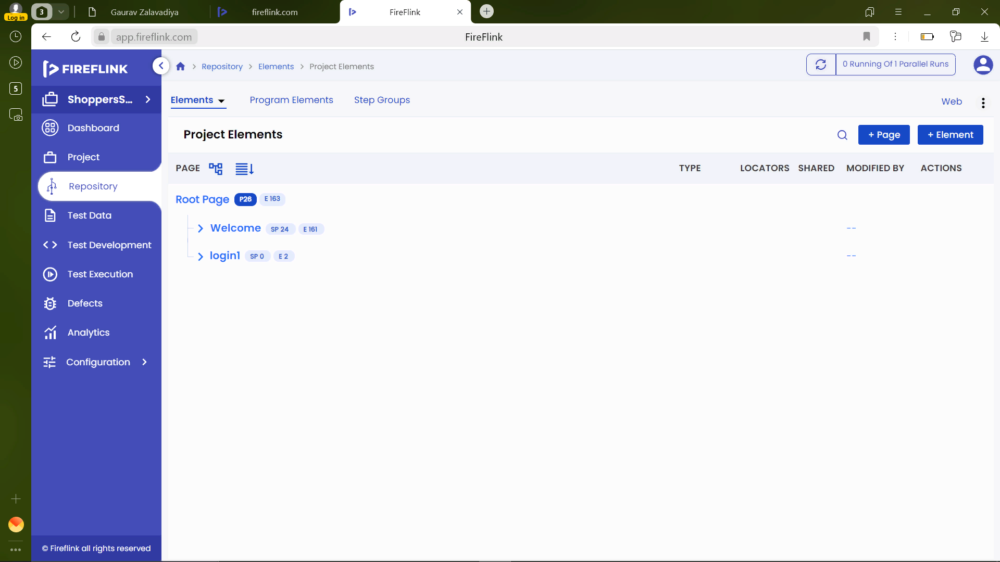 Log in
3
Gaurav Zalavadiya
fireflink.com
FireFlink
5
app.fireflink.com
FireFlink
FIREFLINK
Repository
Elements
Project Elements
0 Running Of 1 Parallel Runs
ShoppersS...
Elements
Program Elements
Step Groups
Web
Dashboard
Project Elements
+ Page
+ Element
Project
PAGE
TYPE
LOCATORS
SHARED
MODIFIED BY
ACTIONS
Repository
Root Page
P26
E 163
Test Data
Welcome
SP 24
E 161
--
Test Development
login1
SP 0
E 2
--
Test Execution
Defects
Analytics
Configuration
© Fireflink all rights reserved